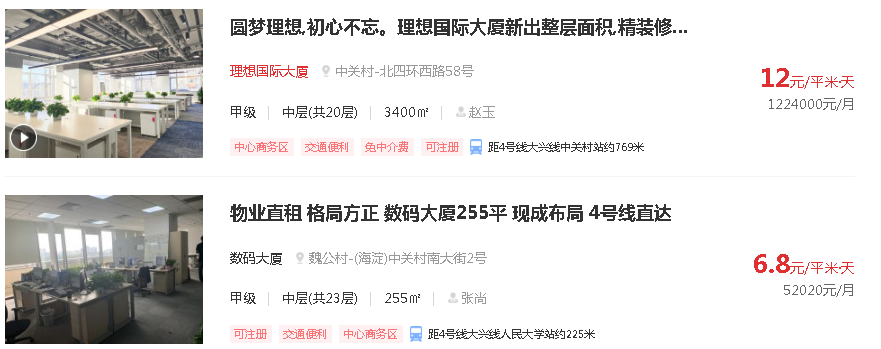 圆梦理想,初心不忘。理想国际大厦新出整层面积,精装修...
理想国际大厦 中关村-北四环西路58号
12元/平米·天
1224000元/月
甲级 中层(共20层) 3400㎡ 赵玉
中心商务区 交通便利 免中介费 可注册 距4号线大兴线中关村站约769米
物业直租 格局方正 数码大厦255平 现成布局 4号线直达
数码大厦 魏公村-(海淀)中关村南大街2号
6.8元/平米·天
52020元/月
甲级 中层(共23层) 255㎡ 张尚
可注册 交通便利 中心商务区 距4号线大兴线人民大学站约225米